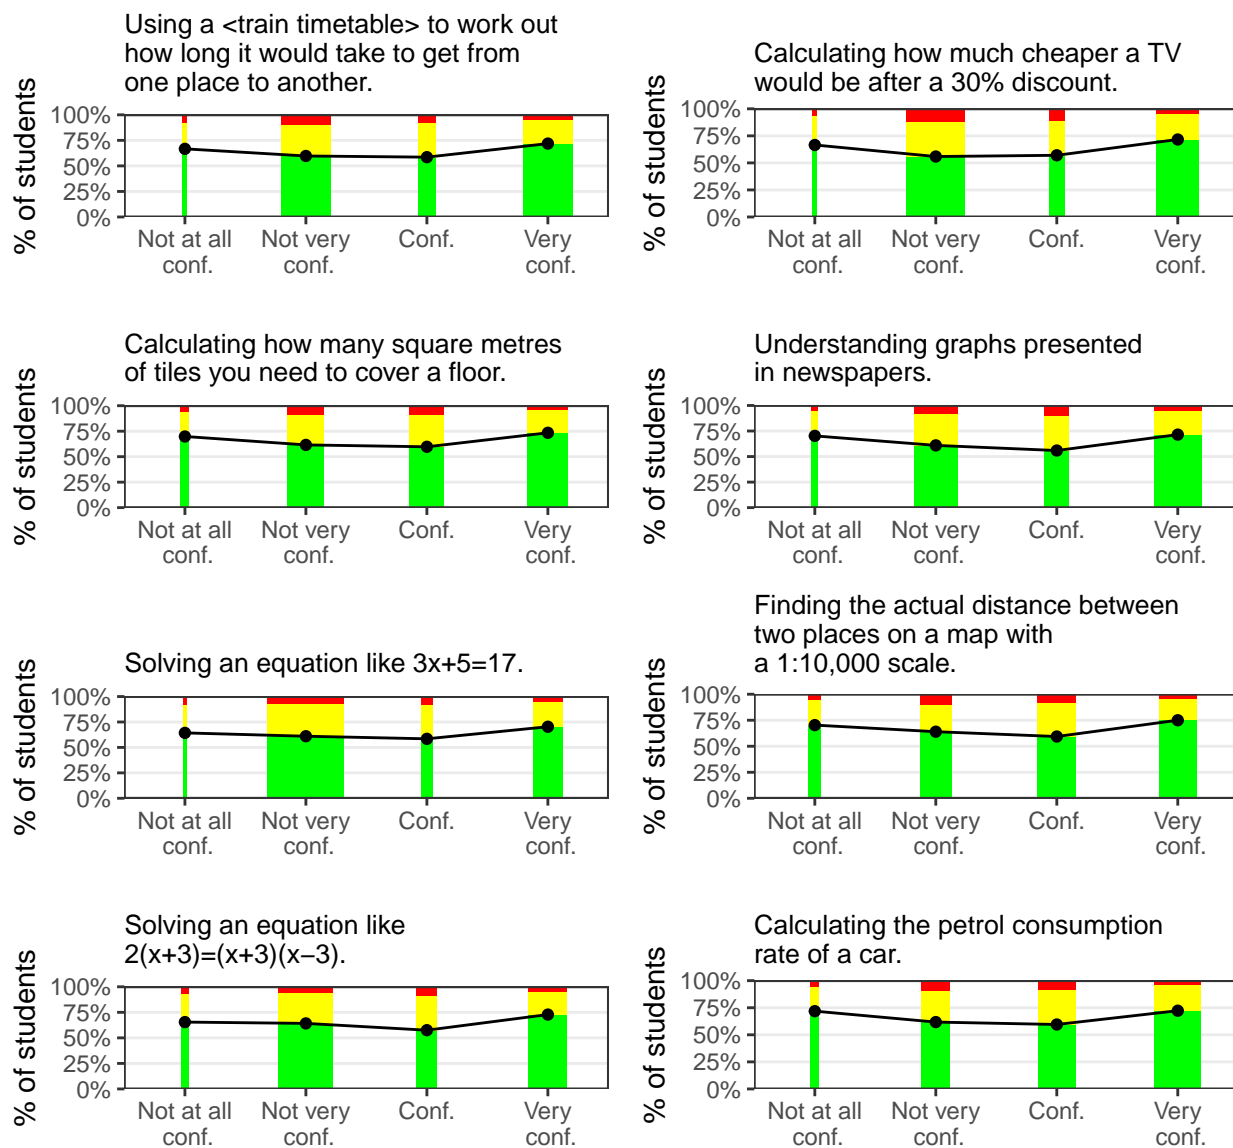 Using a <train timetable> to work out
how long it would take to get from
one place to another.
% of students
100%
75%
50%
25%
0%
Not at all
conf.
Not very
conf.
Conf.
Very
conf.
Calculating how much cheaper a TV
would be after a 30% discount.
% of students
100%
75%
50%
25%
0%
Not at all
conf.
Not very
conf.
Conf.
Very
conf.
Calculating how many square metres
of tiles you need to cover a floor.
% of students
100%
75%
50%
25%
0%
Not at all
conf.
Not very
conf.
Conf.
Very
conf.
Understanding graphs presented
in newspapers.
% of students
100%
75%
50%
25%
0%
Not at all
conf.
Not very
conf.
Conf.
Very
conf.
Solving an equation like 3x+5=17.
% of students
100%
75%
50%
25%
0%
Not at all
conf.
Not very
conf.
Conf.
Very
conf.
Finding the actual distance between
two places on a map with
a 1:10,000 scale.
% of students
100%
75%
50%
25%
0%
Not at all
conf.
Not very
conf.
Conf.
Very
conf.
Solving an equation like
2(x+3)=(x+3)(x−3).
% of students
100%
75%
50%
25%
0%
Not at all
conf.
Not very
conf.
Conf.
Very
conf.
Calculating the petrol consumption
rate of a car.
% of students
100%
75%
50%
25%
0%
Not at all
conf.
Not very
conf.
Conf.
Very
conf.